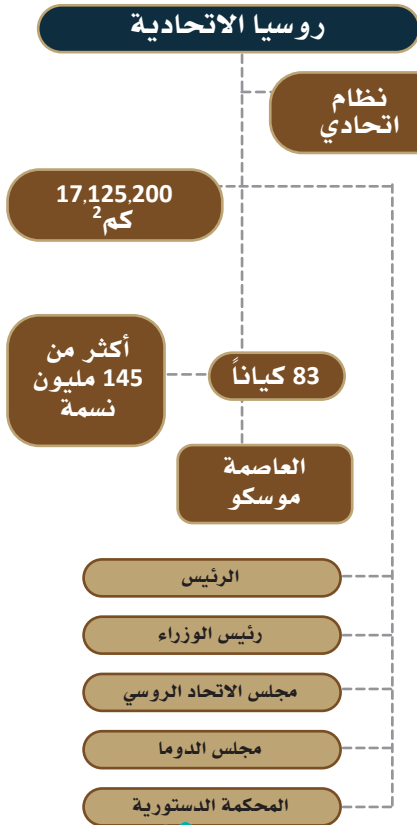 روسيا الاتحادية
نظام
اتحادي
17,125,200
كم²
أكثر من
145 مليون
نسمة
83 كياناً
العاصمة
موسكو
الرئيس
رئيس الوزراء
مجلس الاتحاد الروسي
مجلس الدوما
المحكمة الدستورية